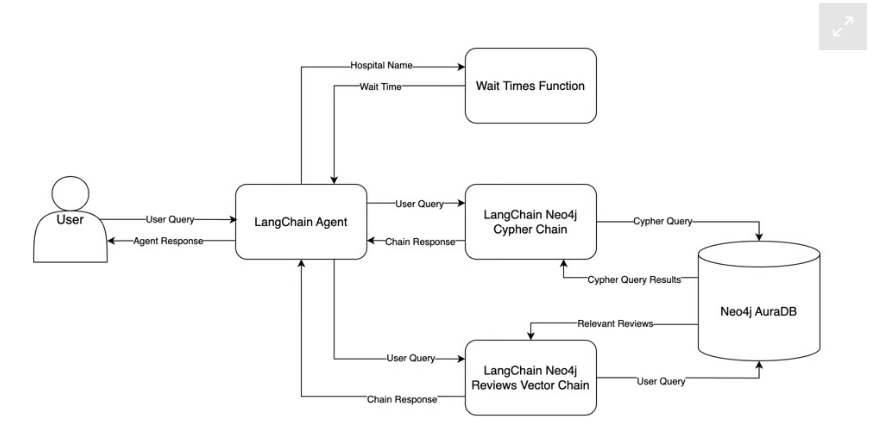 Hospital Name
Wait Time
Wait Times Function
User
User Query
Agent Response
LangChain Agent
User Query
Chain Response
LangChain Neo4j
Cypher Chain
Cypher Query
Cypher Query Results
Neo4j AuraDB
Relevant Reviews
User Query
Chain Response
LangChain Neo4j
Reviews Vector Chain
User Query